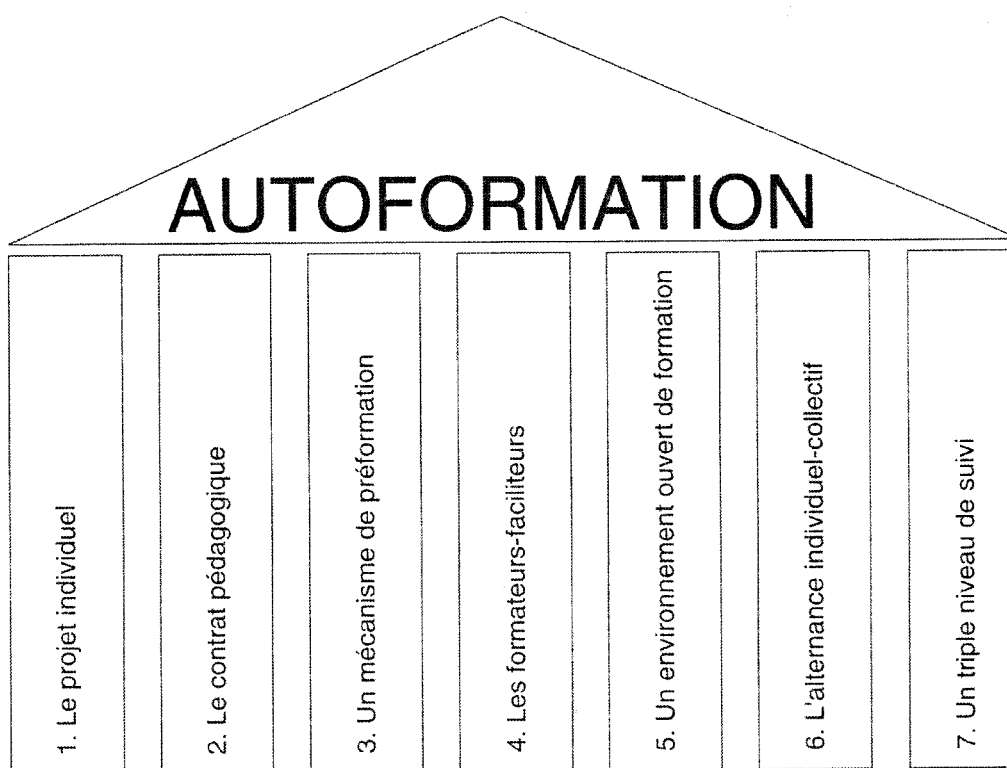 AUTOFORMATION
1. Le projet individuel
2. Le contrat pédagogique
3. Un mécanisme de préformation
4. Les formateurs-faciliteurs
5. Un environnement ouvert de formation
6. L'alternance individuel-collectif
7. Un triple niveau de suivi